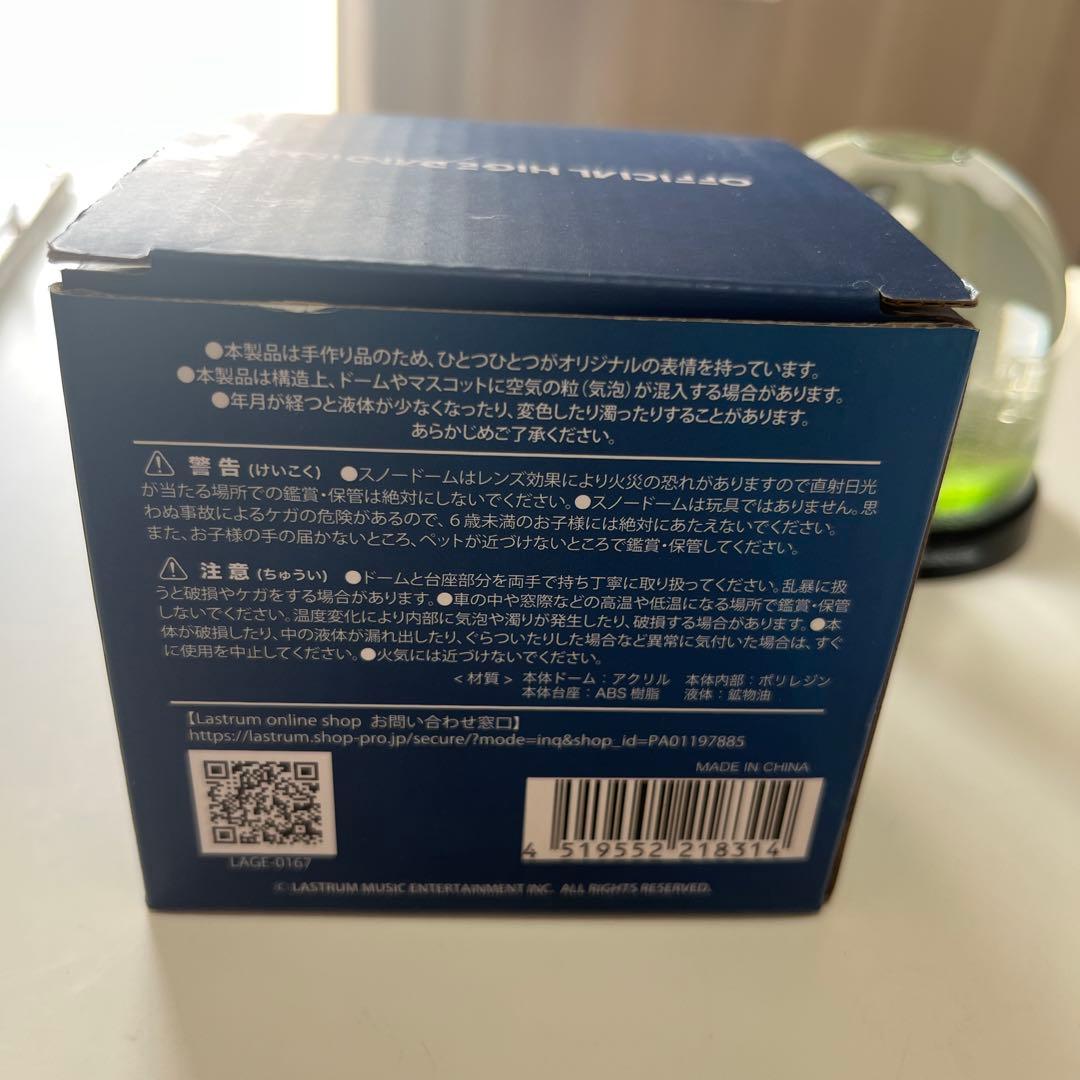 OFFICIAL HIGE
●本製品は手作り品のため、ひとつひとつがオリジナルの表情を持っています。
●本製品は構造上、ドームやマスコットに空気の粒(気泡)が混入する場合があります。
●年月が経つと液体が少なくなったり、変色したり濁ったりすることがあります。
あらかじめご了承ください。
⚠ 警告 (けいこく) ●スノードームはレンズ効果により火災の恐れがありますので直射日光
が当たる場所での鑑賞・保管は絶対にしないでください。●スノードームは玩具ではありません。思
わぬ事故によるケガの危険があるので、６歳未満のお子様には絶対にあたえないでください。
また、お子様の手の届かないところ、ペットが近づけないところで鑑賞・保管してください。
⚠ 注意 (ちゅうい) ●ドームと台座部分を両手で持ち丁寧に取り扱ってください。乱暴に扱
うと破損やケガをする場合があります。●車の中や窓際などの高温や低温になる場所で鑑賞・保管
しないでください。温度変化により内部に気泡や濁りが発生したり、破損する場合があります。●本
体が破損したり、中の液体が漏れ出したり、ぐらついたりした場合など異常に気付いた場合は、すぐ
に使用を中止してください。●火気には近づけないでください。
<材質> 本体ドーム：アクリル 本体内部：ポリレジン
本体台座：ABS樹脂 液体：鉱物油
【Lastrum online shop お問い合わせ窓口】
https://lastrum.shop-pro.jp/secure/?mode=inq&shop_id=PA01197885
MADE IN CHINA
4 519552 218314
LAGE-0167
© LASTRUM MUSIC ENTERTAINMENT INC. ALL RIGHTS RESERVED.